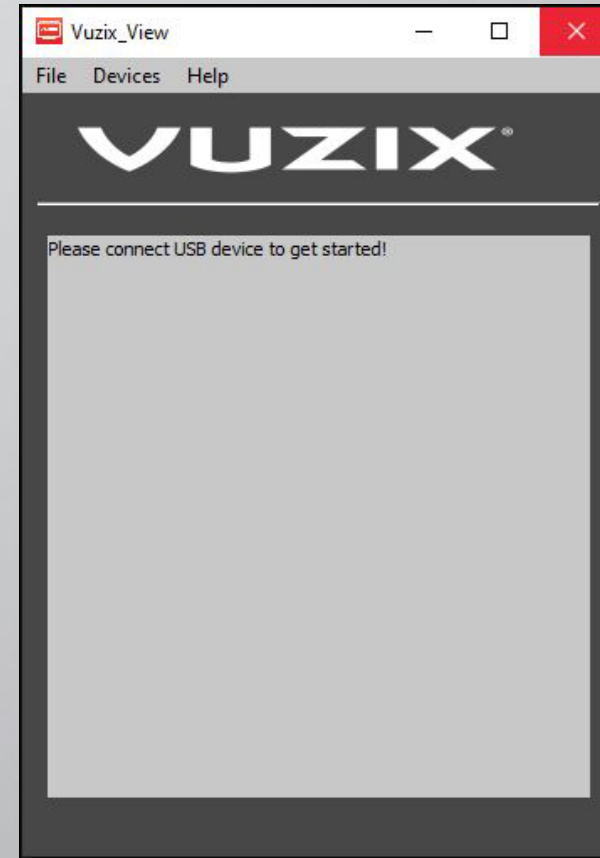 Vuzix_View
File Devices Help
VUZIX®
Please connect USB device to get started!